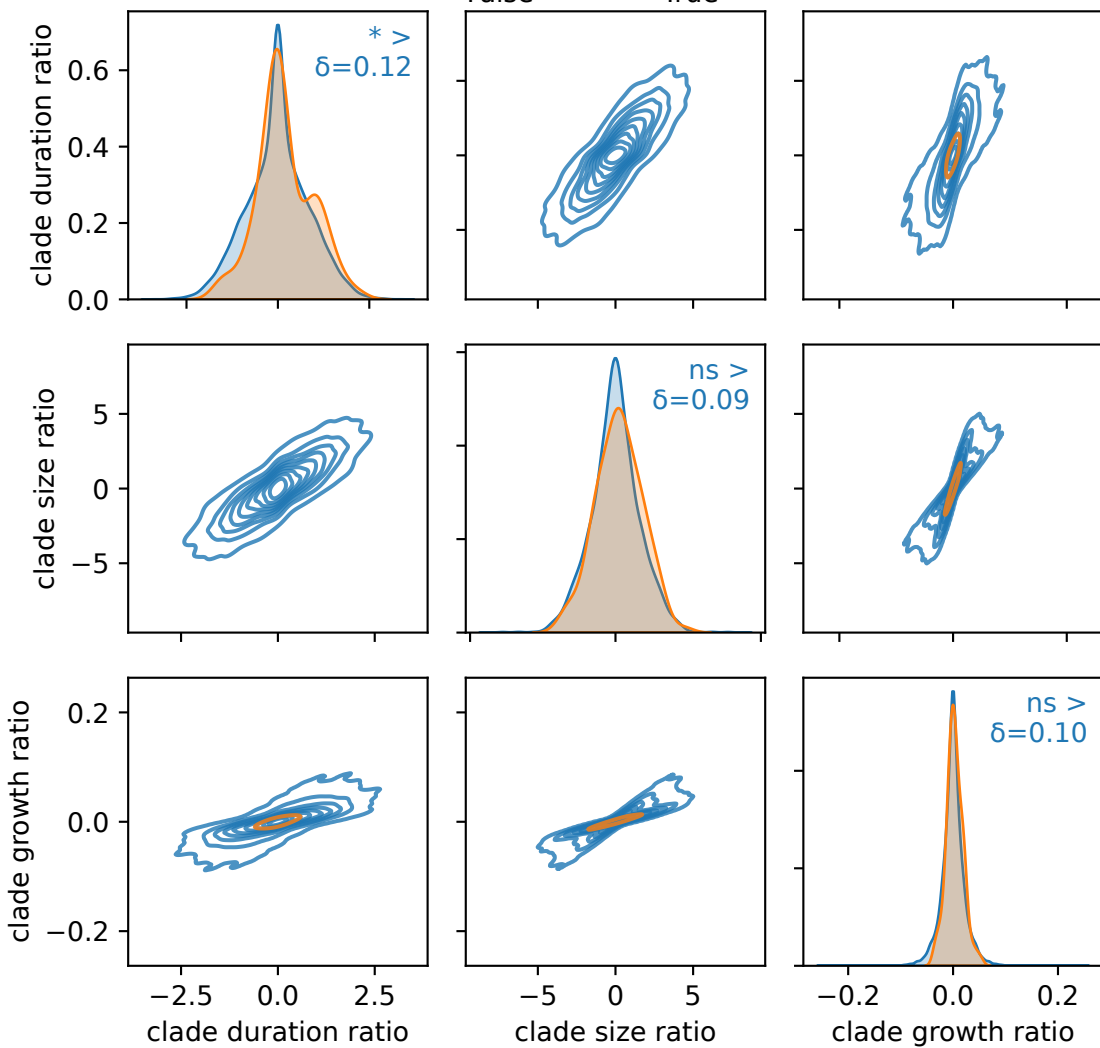 clade duration ratio
0.6
0.4
0.2
0.0
* >
δ=0.12
clade size ratio
5
0
−5
ns >
δ=0.09
clade growth ratio
0.2
0.0
−0.2
ns >
δ=0.10
−2.5 0.0 2.5
−5 0 5
−0.2 0.0 0.2
clade duration ratio
clade size ratio
clade growth ratio